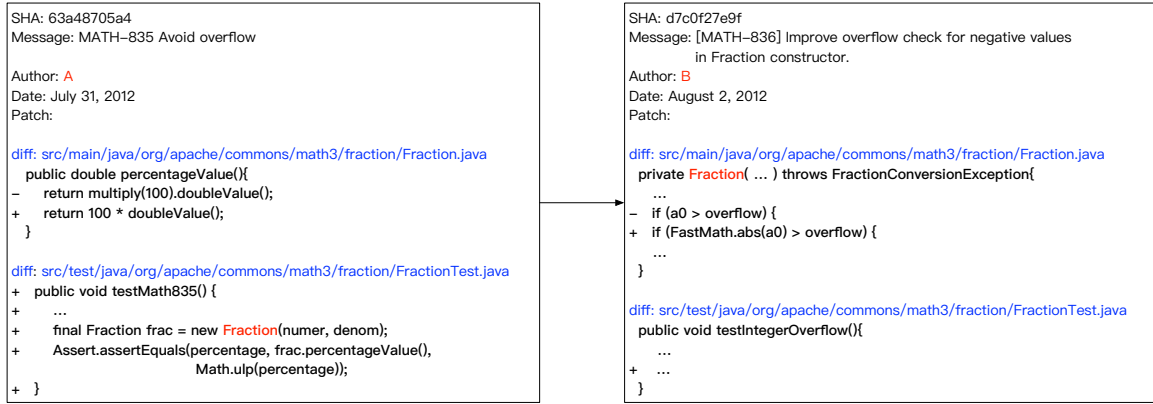 SHA: 63a48705a4
Message: MATH-835 Avoid overflow
Author: A
Date: July 31, 2012
Patch:
diff: src/main/java/org/apache/commons/math3/fraction/Fraction.java
public double percentageValue(){
- return multiply(100).doubleValue();
+ return 100 * doubleValue();
}
diff: src/test/java/org/apache/commons/math3/fraction/FractionTest.java
+ public void testMath835() {
+ ...
+ final Fraction frac = new Fraction(numer, denom);
+ Assert.assertEquals(percentage, frac.percentageValue(),
Math.ulp(percentage));
+ }
SHA: d7c0f27e9f
Message: [MATH-836] Improve overflow check for negative values
in Fraction constructor.
Author: B
Date: August 2, 2012
Patch:
diff: src/main/java/org/apache/commons/math3/fraction/Fraction.java
private Fraction( ... ) throws FractionConversionException{
...
- if (a0 > overflow) {
+ if (FastMath.abs(a0) > overflow) {
...
}
diff: src/test/java/org/apache/commons/math3/fraction/FractionTest.java
public void testIntegerOverflow(){
...
+ ...
}